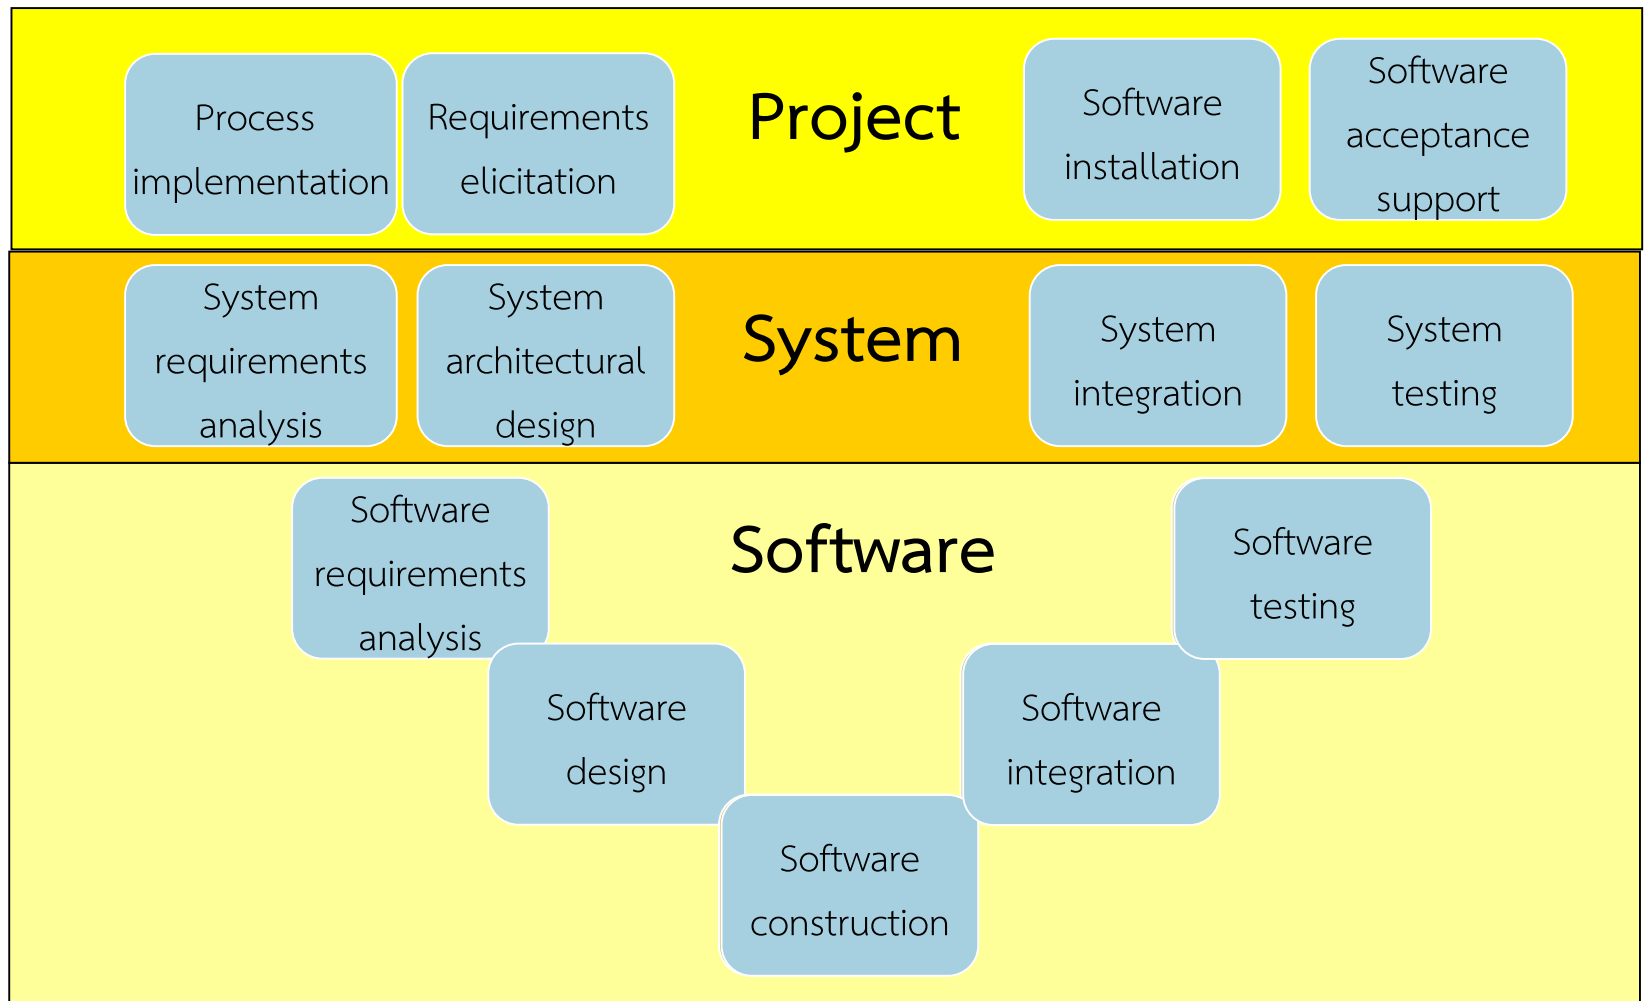 Process
implementation
Requirements
elicitation
Project
Software
installation
Software
acceptance
support
System
requirements
analysis
System
architectural
design
System
System
integration
System
testing
Software
requirements
analysis
Software
Software
testing
Software
design
Software
integration
Software
construction